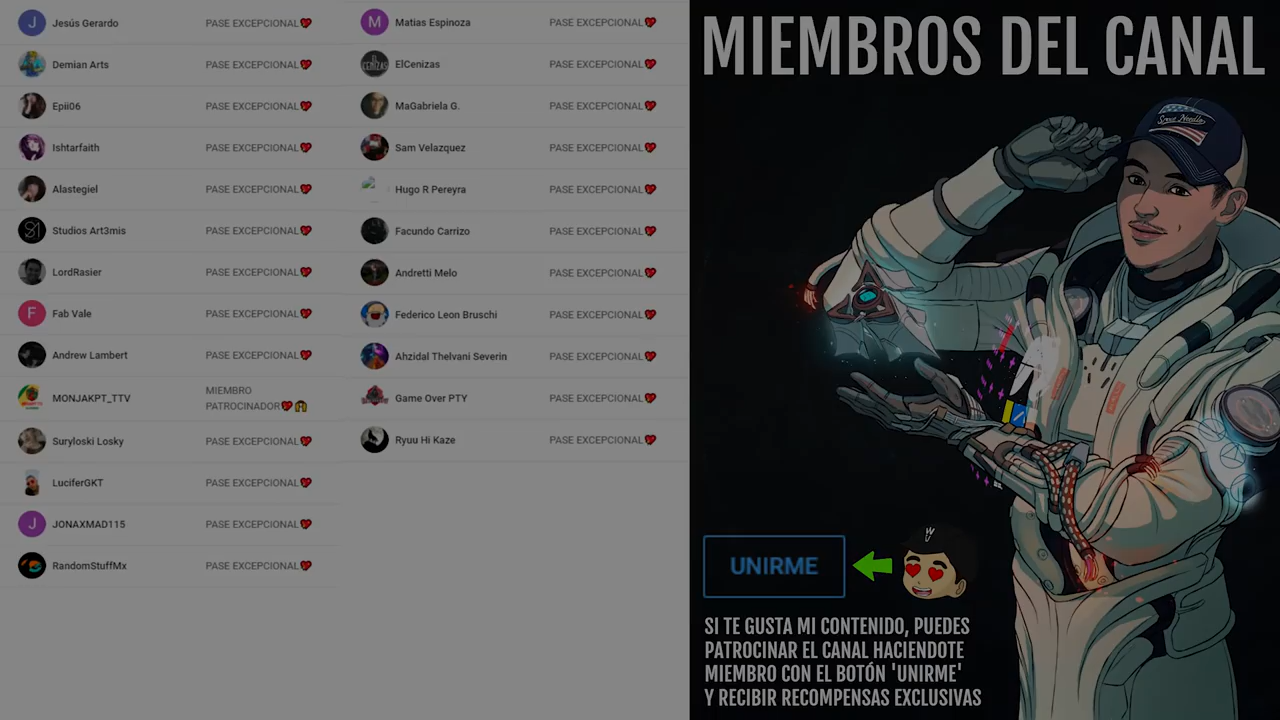 J Jesús Gerardo PASE EXCEPCIONAL
Demian Arts PASE EXCEPCIONAL
Epii06 PASE EXCEPCIONAL
Ishtarfaith PASE EXCEPCIONAL
Alastegiel PASE EXCEPCIONAL
Studios Art3mis PASE EXCEPCIONAL
LordRasier PASE EXCEPCIONAL
F Fab Vale PASE EXCEPCIONAL
Andrew Lambert PASE EXCEPCIONAL
MONJAKPT_TTV MIEMBRO
PATROCINADOR
Suryloski Losky PASE EXCEPCIONAL
LuciferGKT PASE EXCEPCIONAL
J JONAXMAD115 PASE EXCEPCIONAL
RandomStuffMx PASE EXCEPCIONAL
M Matias Espinoza PASE EXCEPCIONAL
ElCenizas PASE EXCEPCIONAL
MaGabriela G. PASE EXCEPCIONAL
Sam Velazquez PASE EXCEPCIONAL
Hugo R Pereyra PASE EXCEPCIONAL
Facundo Carrizo PASE EXCEPCIONAL
Andretti Melo PASE EXCEPCIONAL
Federico Leon Bruschi PASE EXCEPCIONAL
Ahzidal Thelvani Severin PASE EXCEPCIONAL
Game Over PTY PASE EXCEPCIONAL
Ryuu Hi Kaze PASE EXCEPCIONAL
MIEMBROS DEL CANAL
UNIRME
SI TE GUSTA MI CONTENIDO, PUEDES
PATROCINAR EL CANAL HACIENDOTE
MIEMBRO CON EL BOTÓN 'UNIRME'
Y RECIBIR RECOMPENSAS EXCLUSIVAS